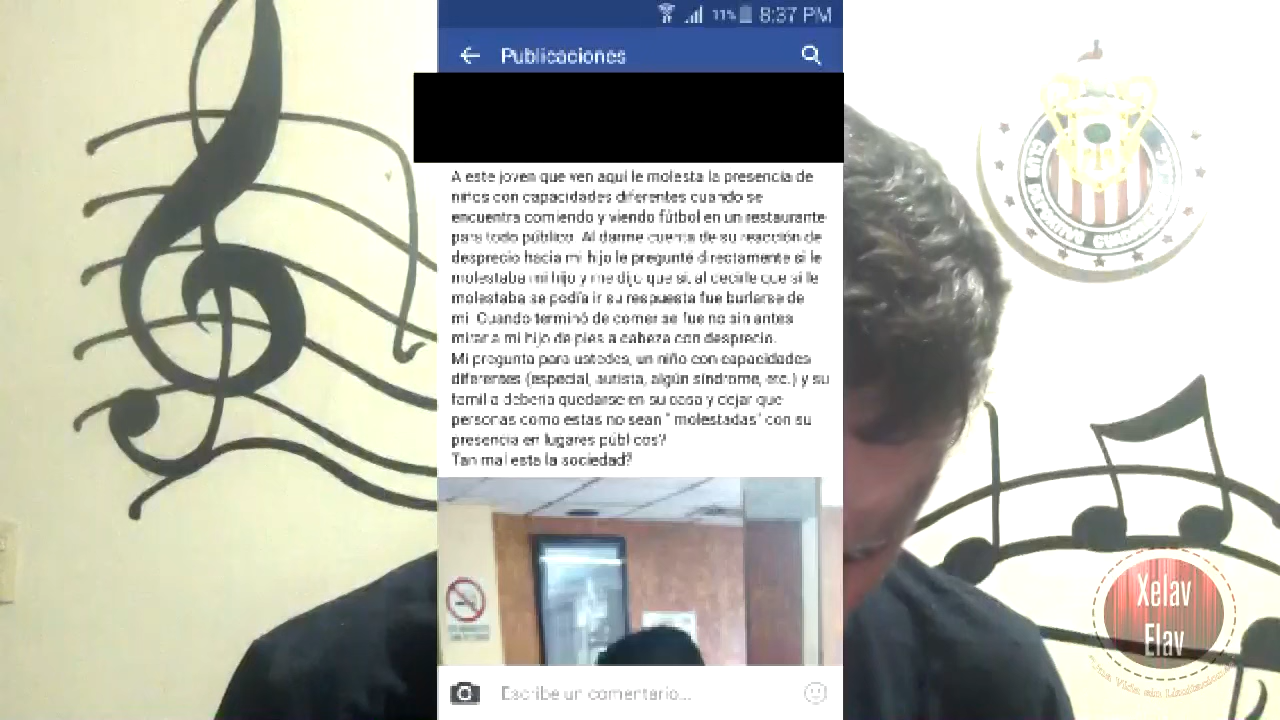 11% 8:37 PM
Publicaciones
A este joven que ven aquí le molesta la presencia de
niños con capacidades diferentes cuando se
encuentra comiendo y viendo fútbol en un restaurante
para todo público. Al darme cuenta de su reacción de
desprecio hacia mi hijo le pregunté directamente si le
molestaba mi hijo y me dijo que si, al decirle que si le
molestaba se podía ir su respuesta fue burlarse de
mi. Cuando terminó de comer se fue no sin antes
mirar a mi hijo de pies a cabeza con desprecio.
Mi pregunta para ustedes, un niño con capacidades
diferentes (especial, autista, algún síndrome, etc.) y su
familia debería quedarse en su casa y dejar que
personas como estas no sean "molestadas" con su
presencia en lugares públicos?
Tan mal esta la sociedad?
Escribe un comentario...
CLUB DEPORTIVO
Xelav
Elav